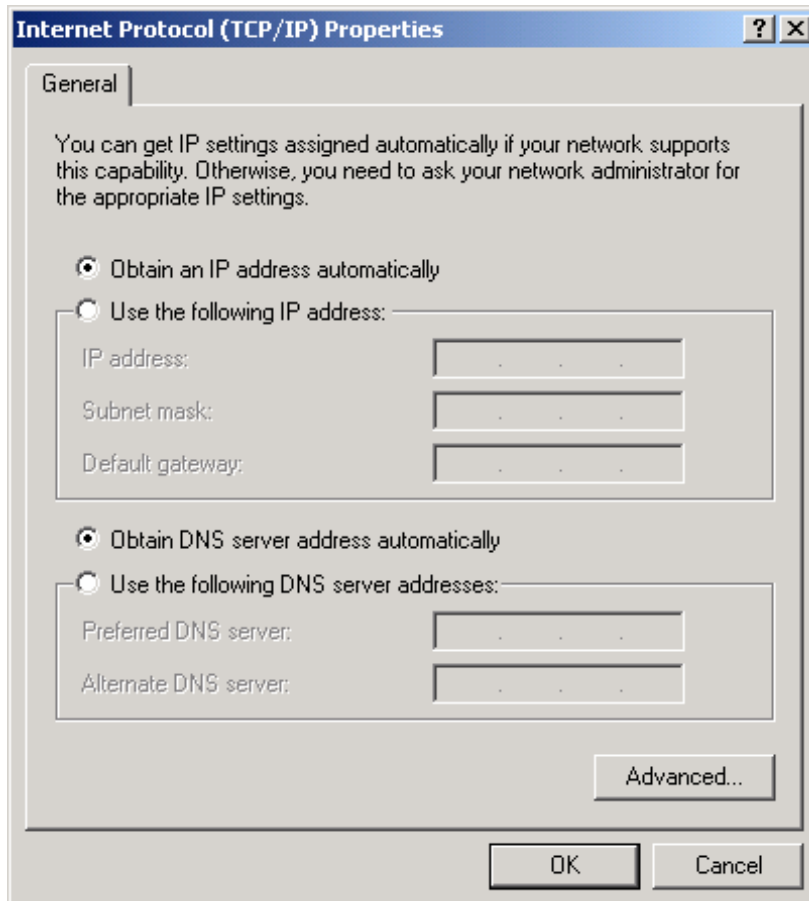 Internet Protocol (TCP/IP) Properties
General
You can get IP settings assigned automatically if your network supports
this capability. Otherwise, you need to ask your network administrator for
the appropriate IP settings.
Obtain an IP address automatically
Use the following IP address:
IP address:
Subnet mask:
Default gateway:
Obtain DNS server address automatically
Use the following DNS server addresses:
Preferred DNS server:
Alternate DNS server:
Advanced...
OK
Cancel